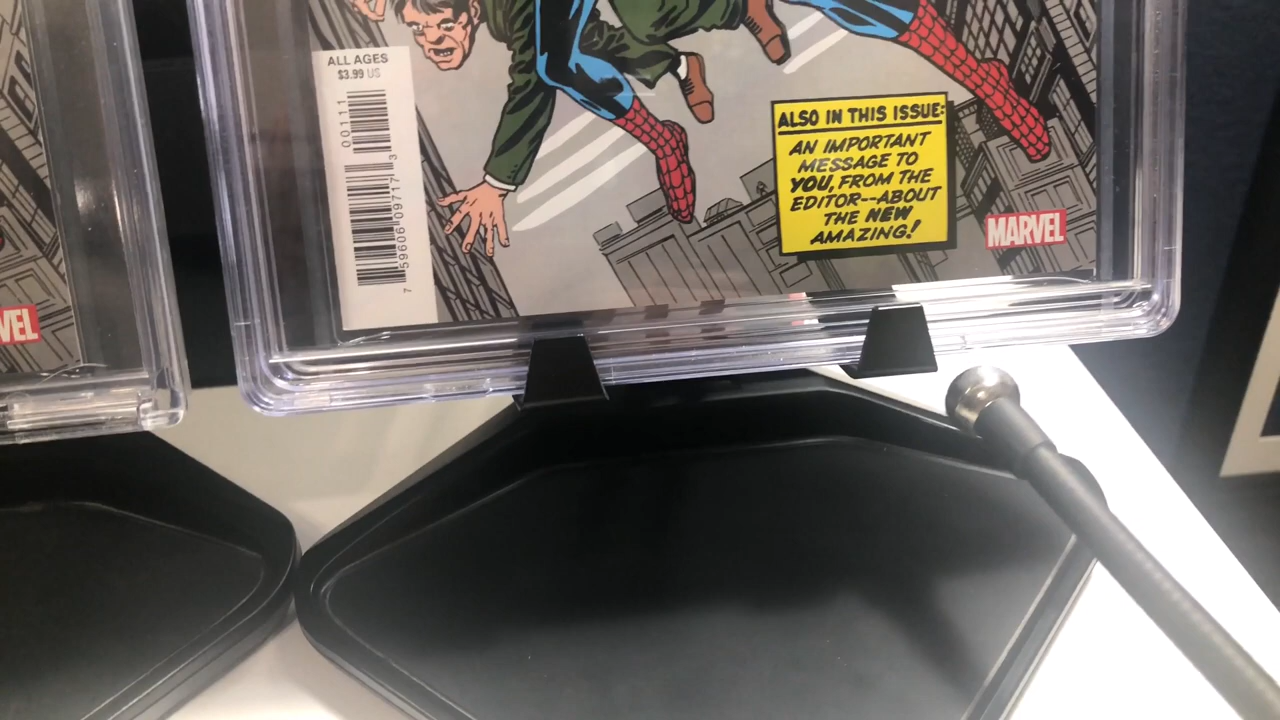 ALL AGES
$3.99 US
00111
7 59606 09717 3
ALSO IN THIS ISSUE:
AN IMPORTANT
MESSAGE TO
YOU, FROM THE
EDITOR--ABOUT
THE NEW
AMAZING!
MARVEL
VEL